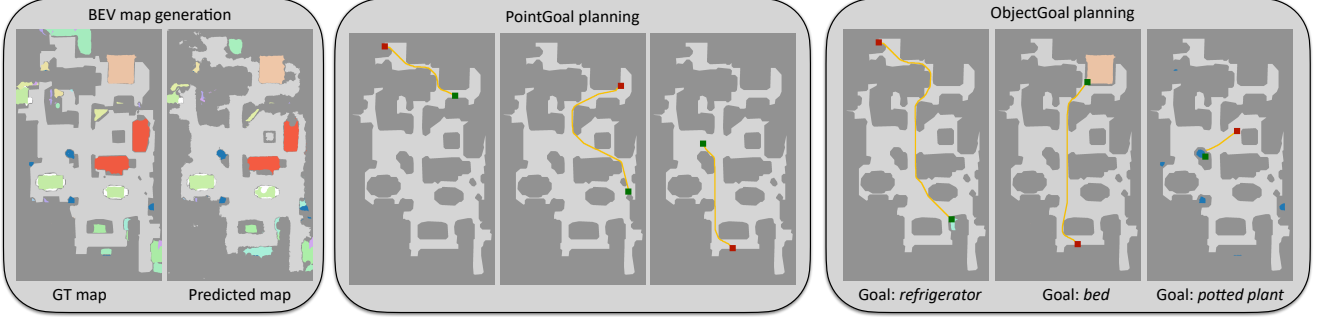 BEV map generation
GT map
Predicted map
PointGoal planning
ObjectGoal planning
Goal: refrigerator
Goal: bed
Goal: potted plant